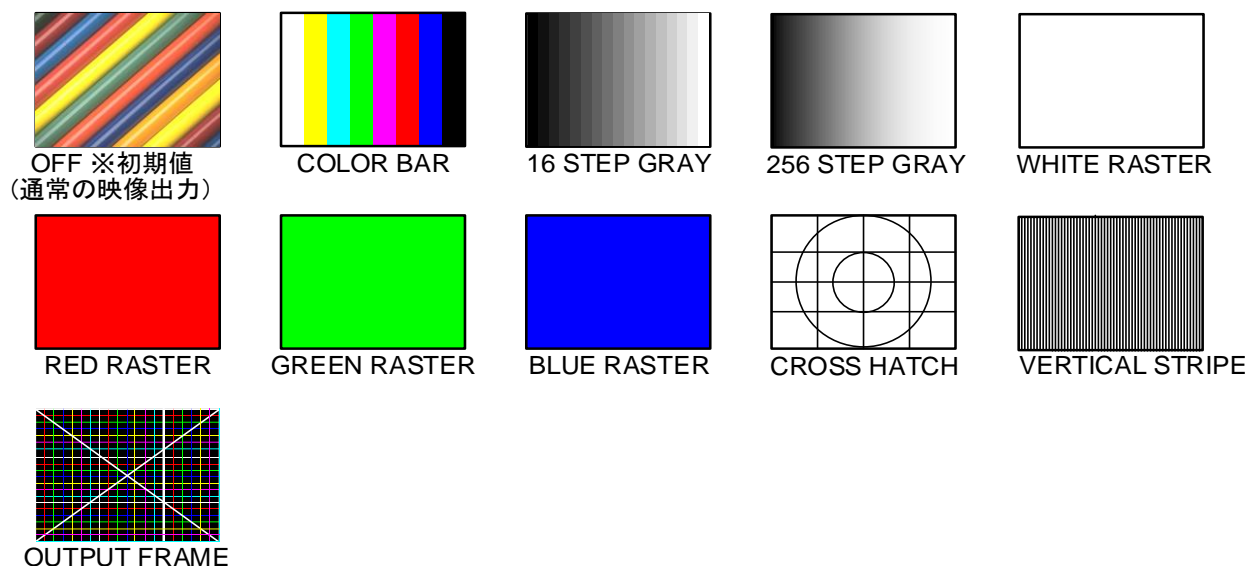 OFF ※初期値
（通常の映像出力）
COLOR BAR
16 STEP GRAY
256 STEP GRAY
WHITE RASTER
RED RASTER
GREEN RASTER
BLUE RASTER
CROSS HATCH
VERTICAL STRIPE
OUTPUT FRAME